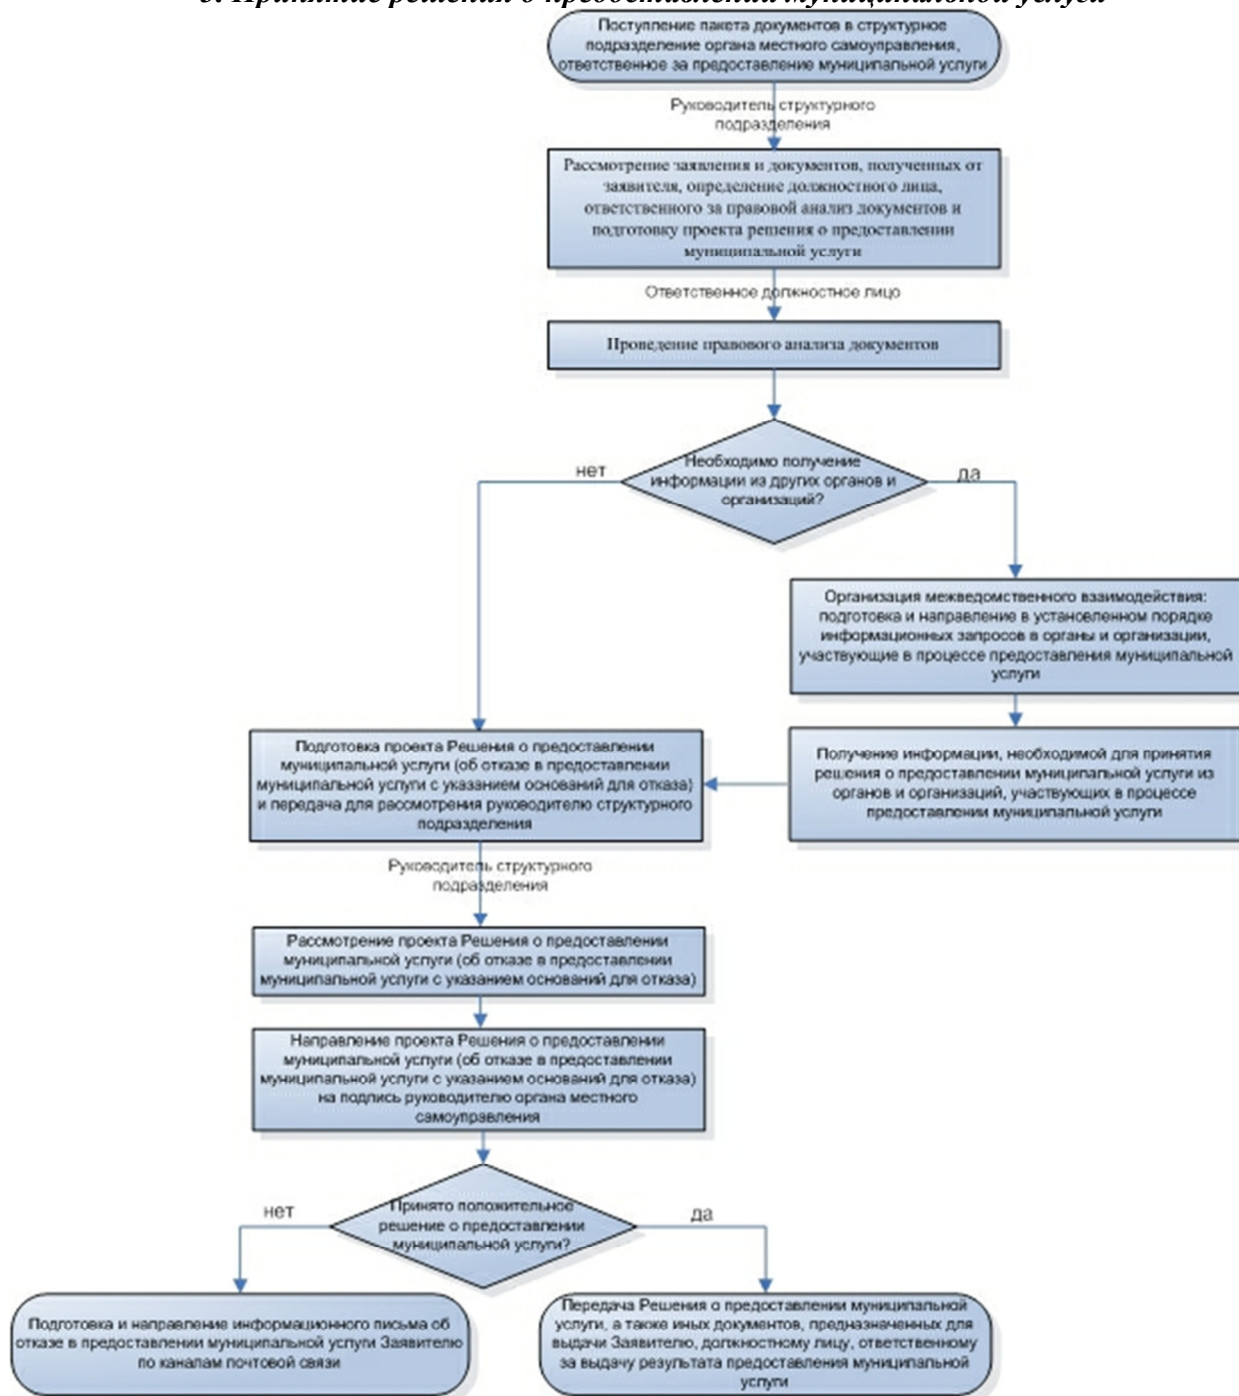 3. Принятие решения о предоставлении муниципальной услуги
Поступление пакета документов в структурное
подразделение органа местного самоуправления,
ответственное за предоставление муниципальной услуги
Руководитель структурного
подразделения
Рассмотрение заявления и документов, полученных от
заявителя, определение должностного лица,
ответственного за правовой анализ документов и
подготовку проекта решения о предоставлении
муниципальной услуги
Ответственное должностное лицо
Проведение правового анализа документов
Необходимо получение
информации из других органов и
организаций?
нет
да
Организация межведомственного взаимодействия:
подготовка и направление в установленном порядке
информационных запросов в органы и организации,
участвующие в процессе предоставления муниципальной
услуги
Получение информации, необходимой для принятия
решения о предоставлении муниципальной услуги из
органов и организаций, участвующих в процессе
предоставлении муниципальной услуги
Подготовка проекта Решения о предоставлении
муниципальной услуги (об отказе в предоставлении
муниципальной услуги с указанием оснований для отказа)
и передача для рассмотрения руководителю структурного
подразделения
Руководитель структурного
подразделения
Рассмотрение проекта Решения о предоставлении
муниципальной услуги (об отказе в предоставлении
муниципальной услуги с указанием оснований для отказа)
Направление проекта Решения о предоставлении
муниципальной услуги (об отказе в предоставлении
муниципальной услуги с указанием оснований для отказа)
на подпись руководителю органа местного
самоуправления
Принято положительное
решение о предоставлении
муниципальной услуги?
нет
да
Подготовка и направление информационного письма об
отказе в предоставлении муниципальной услуги Заявителю
по каналам почтовой связи
Передача Решения о предоставлении муниципальной
услуги, а также иных документов, предназначенных для
выдачи Заявителю, должностному лицу, ответственному
за выдачу результата предоставления муниципальной
услуги